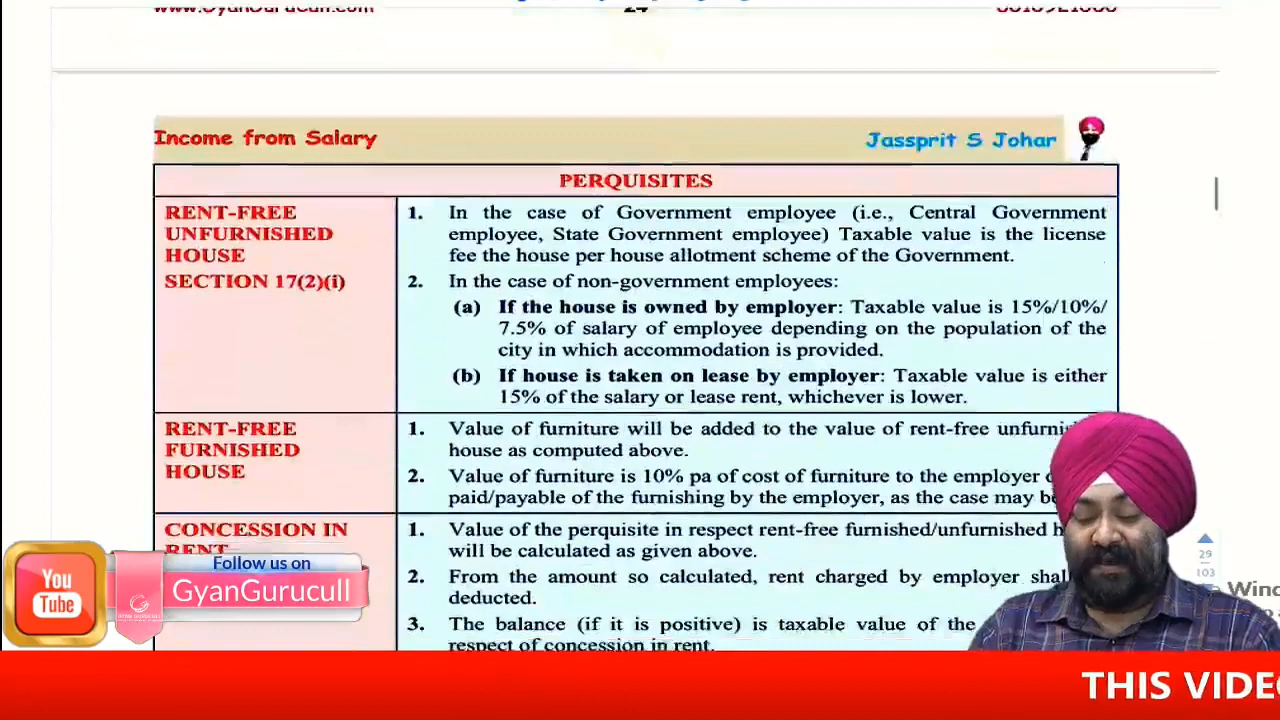 www.GyanGurucull.com
24
Income from Salary
Jassprit S Johar
PERQUISITES
RENT-FREE
UNFURNISHED
HOUSE
SECTION 17(2)(i)
1. In the case of Government employee (i.e., Central Government
employee, State Government employee) Taxable value is the license
fee the house per house allotment scheme of the Government.
2. In the case of non-government employees:
(a) If the house is owned by employer: Taxable value is 15%/10%/
7.5% of salary of employee depending on the population of the
city in which accommodation is provided.
(b) If house is taken on lease by employer: Taxable value is either
15% of the salary or lease rent, whichever is lower.
RENT-FREE
FURNISHED
HOUSE
1. Value of furniture will be added to the value of rent-free
house as computed above.
2. Value of furniture is 10% pa of cost of furniture to the employer
paid/payable of the furnishing by the employer, as the case may be
CONCESSION IN
RENT
1. Value of the perquisite in respect rent-free furnished/unfurnished
will be calculated as given above.
2. From the amount so calculated, rent charged by employer
deducted.
3. The balance (if it is positive) is taxable value of the
respect of concession in rent.
29
103
You
Tube
Follow us on
GyanGurucull
THIS